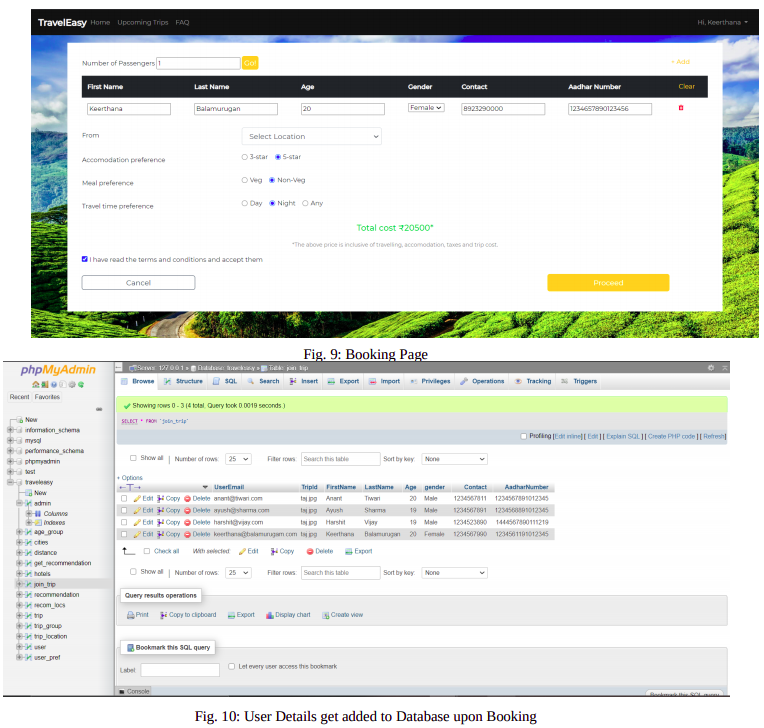 TravelEasy Home Upcoming Trips FAQ Hi, Keerthana
Number of Passengers 1 Go! + Add
First Name Last Name Age Gender Contact Aadhar Number Clear
Keerthana Balamurugan 20 Female 8923290000 1234657890123456
From Select Location
Accomodation preference 3-star 5-star
Meal preference Veg Non-Veg
Travel time preference Day Night Any
Total cost ₹20500*
*The above price is inclusive of travelling, accomodation, taxes and trip cost.
I have read the terms and conditions and accept them
Cancel Proceed
Fig. 9: Booking Page
phpMyAdmin
Recent Favorites
New
information_schema
mysql
performance_schema
phpmyadmin
test
traveleasy
New
admin
Columns
Indexes
age_group
cities
distance
get_recommendation
hotels
join_trip
recommendation
recom_locs
trip
trip_group
trip_location
user
user_pref
Server: 127.0.0.1 » Database: traveleasy » Table: join_trip
Browse Structure SQL Search Insert Export Import Privileges Operations Tracking Triggers
Showing rows 0 - 3 (4 total, Query took 0.0019 seconds.)
SELECT * FROM `join_trip`
Profiling [Edit inline] [ Edit ] [ Explain SQL ] [ Create PHP code ] [ Refresh]
Show all | Number of rows: 25 Filter rows: Search this table Sort by key: None
+ Options
←T→ UserEmail TripId FirstName LastName Age gender Contact AadharNumber
Edit Copy Delete anant@tiwari.com taj.jpg Anant Tiwari 20 Male 1234567811 1234567891012345
Edit Copy Delete ayush@sharma.com taj.jpg Ayush Sharma 19 Male 1234567891 1234568891012345
Edit Copy Delete harshit@vijay.com taj.jpg Harshit Vijay 19 Male 1234523890 1444567890111219
Edit Copy Delete keerthana@balamurugam.com taj.jpg Keerthana Balamurugan 20 Female 1234567890 1234581191012345
Check all With selected: Edit Copy Delete Export
Show all | Number of rows: 25 Filter rows: Search this table Sort by key: None
Query results operations
Print Copy to clipboard Export Display chart Create view
Bookmark this SQL query
Label: Let every user access this bookmark
Console Bookmark this SQL query
Fig. 10: User Details get added to Database upon Booking